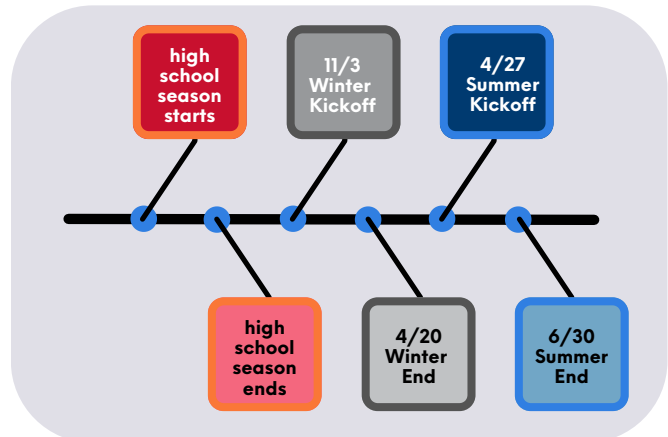 high
school
season
starts
11/3
Winter
Kickoff
4/27
Summer
Kickoff
high
school
season
ends
4/20
Winter
End
6/30
Summer
End